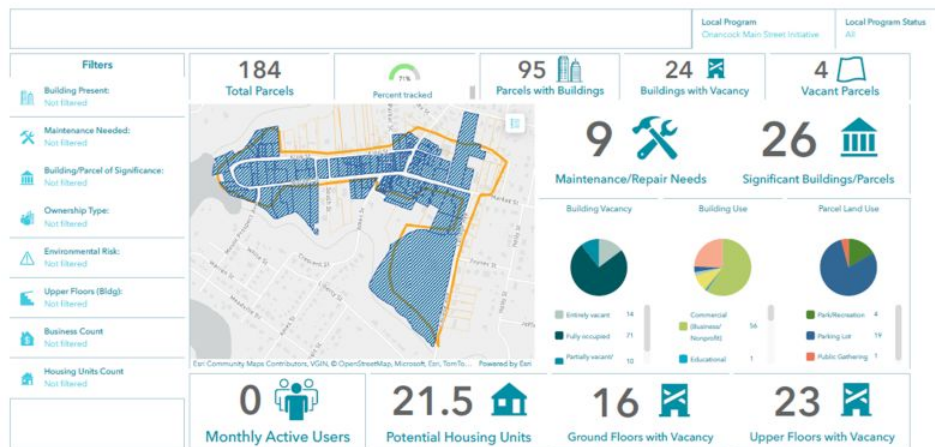 Local Program
Onancock Main Street Initiative
Local Program Status
All
Filters
Building Present:
Not filtered
Maintenance Needed:
Not filtered
Building/Parcel of Significance:
Not filtered
Ownership Type:
Not filtered
Environmental Risk:
Not filtered
Upper Floors (Bldg):
Not filtered
Business Count
Not filtered
Housing Units Count
Not filtered
184
Total Parcels
71%
Percent tracked
95
Parcels with Buildings
24
Buildings with Vacancy
4
Vacant Parcels
Market St
Crescent St
Liberty St
Esri Community Maps Contributors, VGIN, © OpenStreetMap, Microsoft, Esri, TomTo...
Powered by Esri
9
Maintenance/Repair Needs
26
Significant Buildings/Parcels
Building Vacancy
Entirely vacant 14
Fully occupied 71
Partially vacant/ 10
Building Use
Commercial
(Business/
Nonprofit) 56
Educational 1
Parcel Land Use
Park/Recreation 4
Parking Lot 19
Public Gathering 1
0
Monthly Active Users
21.5
Potential Housing Units
16
Ground Floors with Vacancy
23
Upper Floors with Vacancy